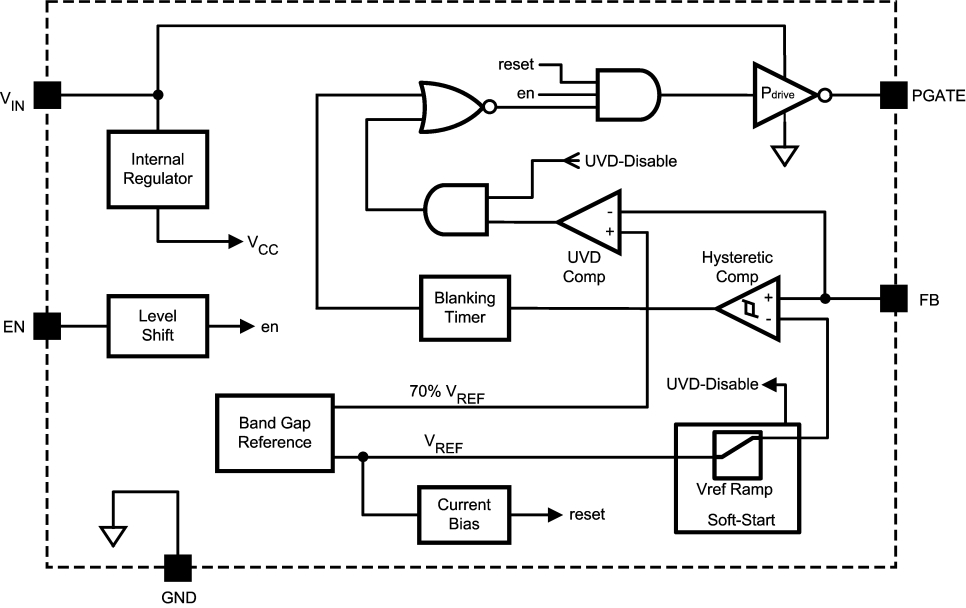 reset
V_IN
en
P_drive
PGATE
Internal
Regulator
UVD-Disable
-
+
V_CC
UVD
Comp
Hysteretic
Comp
Blanking
Timer
+
-
FB
EN
Level
Shift
en
70% V_REF
UVD-Disable
Band Gap
Reference
V_REF
Vref Ramp
Soft-Start
Current
Bias
reset
GND